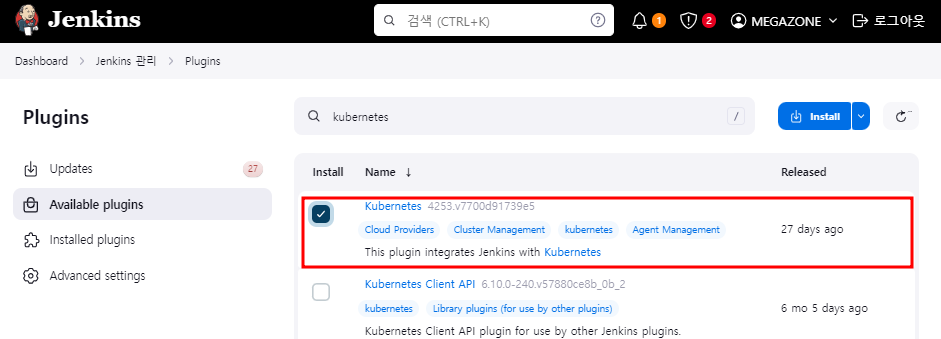 Jenkins
검색 (CTRL+K)
?
1
2
MEGAZONE
로그아웃
Dashboard > Jenkins 관리 > Plugins
Plugins
kubernetes
/
Install
Updates
27
Available plugins
Installed plugins
Advanced settings
Install Name ↓ Released
Kubernetes 4253.v7700d91739e5
Cloud Providers Cluster Management kubernetes Agent Management
27 days ago
This plugin integrates Jenkins with Kubernetes
Kubernetes Client API 6.10.0-240.v57880ce8b_0b_2
kubernetes Library plugins (for use by other plugins)
6 mo 5 days ago
Kubernetes Client API plugin for use by other Jenkins plugins.